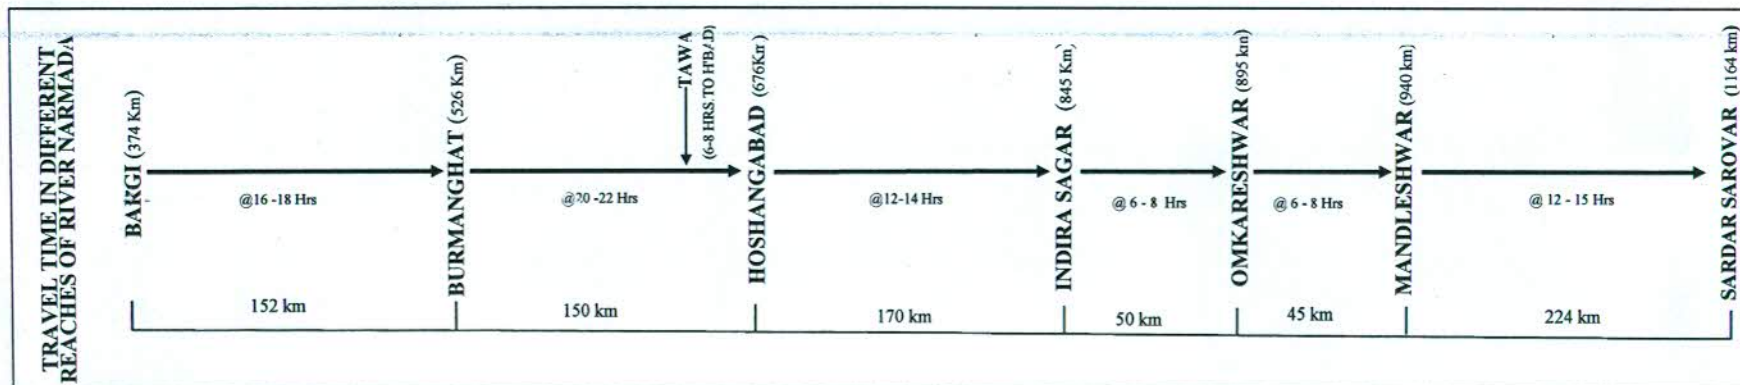 TRAVEL TIME IN DIFFERENT
REACHES OF RIVER NARMADA
BARGI (374 Km)
BURMANGHAT (526 Km)
TAWA
(6-8 HRS. TO H'BAD)
HOSHANGABAD (676Km)
INDIRA SAGAR (845 Km)
OMKARESHWAR (895 km)
MANDLESHWAR (940 km)
SARDAR SAROVAR (1164 km)
@16 -18 Hrs
@20 -22 Hrs
@12-14 Hrs
@ 6 - 8 Hrs
@ 6 - 8 Hrs
@ 12 - 15 Hrs
152 km
150 km
170 km
50 km
45 km
224 km